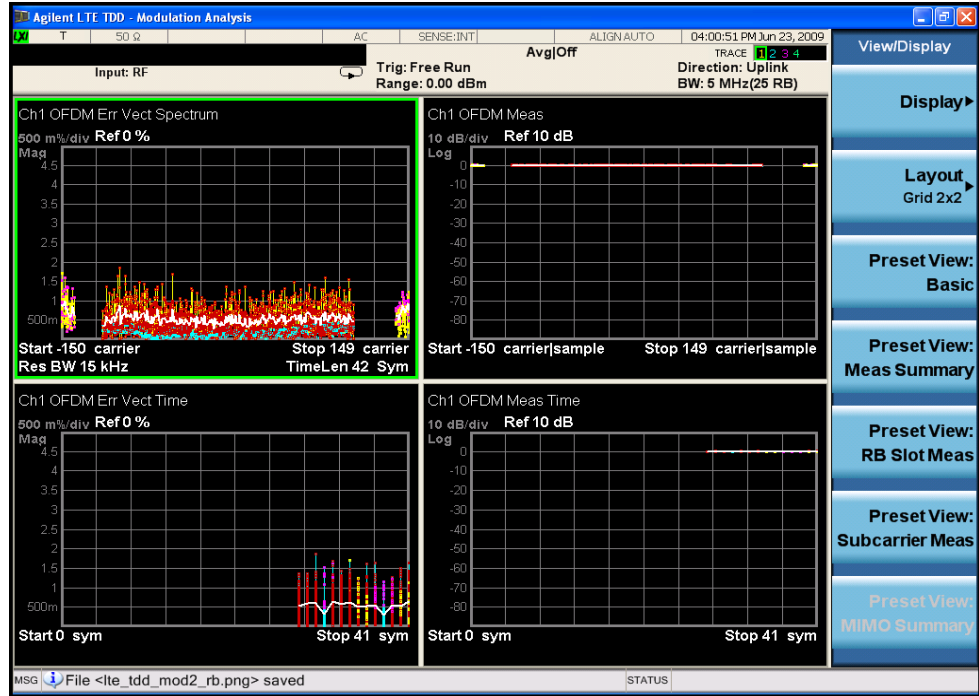 Agilent LTE TDD - Modulation Analysis
LXI T 50 Ω AC SENSE:INT ALIGN AUTO 04:00:51 PM Jun 23, 2009
Avg|Off TRACE 1 2 3 4
Input: RF Trig: Free Run Direction: Uplink
Range: 0.00 dBm BW: 5 MHz(25 RB)
Ch1 OFDM Err Vect Spectrum
500 m%/div Ref 0 %
Mag
4.5
4
3.5
3
2.5
2
1.5
1
500m
Start -150 carrier Stop 149 carrier
Res BW 15 kHz TimeLen 42 Sym
Ch1 OFDM Meas
10 dB/div Ref 10 dB
Log
0
-10
-20
-30
-40
-50
-60
-70
-80
Start -150 carrier|sample Stop 149 carrier|sample
Ch1 OFDM Err Vect Time
500 m%/div Ref 0 %
Mag
4.5
4
3.5
3
2.5
2
1.5
1
500m
Start 0 sym Stop 41 sym
Ch1 OFDM Meas Time
10 dB/div Ref 10 dB
Log
0
-10
-20
-30
-40
-50
-60
-70
-80
Start 0 sym Stop 41 sym
View/Display
Display
Layout
Grid 2x2
Preset View:
Basic
Preset View:
Meas Summary
Preset View:
RB Slot Meas
Preset View:
Subcarrier Meas
Preset View:
MIMO Summary
MSG File <lte_tdd_mod2_rb.png> saved STATUS